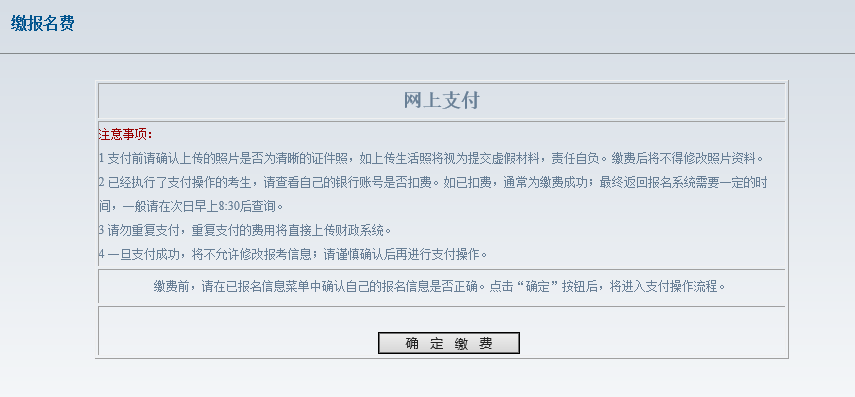 缴报名费
网上支付
注意事项：
1 支付前请确认上传的照片是否为清晰的证件照，如上传生活照将视为提交虚假材料，责任自负。缴费后将不得修改照片资料。
2 已经执行了支付操作的考生，请查看自己的银行账号是否扣费。如已扣费，通常为缴费成功；最终返回报名系统需要一定的时
间，一般请在次日早上8:30后查询。
3 请勿重复支付，重复支付的费用将直接上传财政系统。
4 一旦支付成功，将不允许修改报考信息；请谨慎确认后再进行支付操作。
缴费前，请在已报名信息菜单中确认自己的报名信息是否正确。点击“确定”按钮后，将进入支付操作流程。
确 定 缴 费